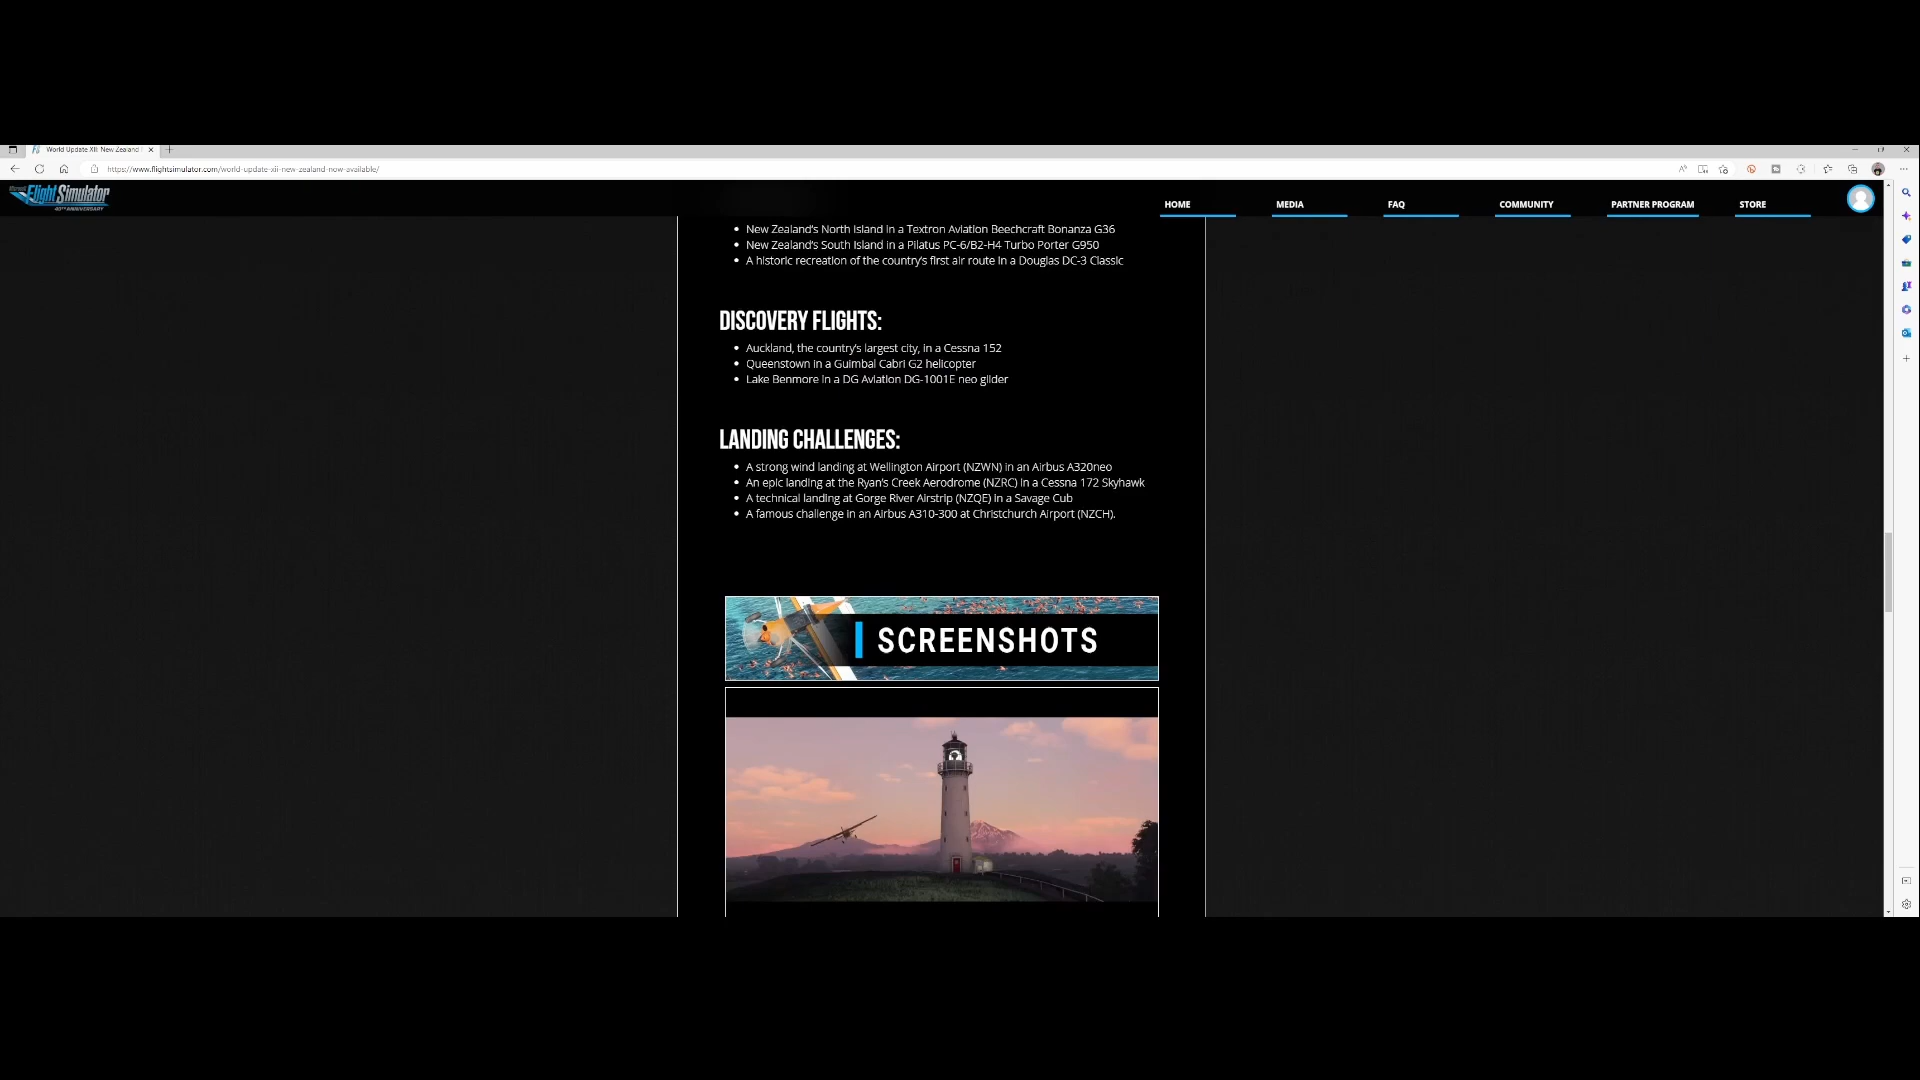 World Update XII: New Zealand
https://www.flightsimulator.com/world-update-xii-new-zealand-now-available/
Flight Simulator
40TH ANNIVERSARY
HOME
MEDIA
FAQ
COMMUNITY
PARTNER PROGRAM
STORE
• New Zealand's North Island in a Textron Aviation Beechcraft Bonanza G36
• New Zealand's South Island in a Pilatus PC-6/B2-H4 Turbo Porter G950
• A historic recreation of the country's first air route in a Douglas DC-3 Classic
DISCOVERY FLIGHTS:
• Auckland, the country's largest city, in a Cessna 152
• Queenstown in a Guimbal Cabri G2 helicopter
• Lake Benmore in a DG Aviation DG-1001E neo glider
LANDING CHALLENGES:
• A strong wind landing at Wellington Airport (NZWN) in an Airbus A320neo
• An epic landing at the Ryan's Creek Aerodrome (NZRC) in a Cessna 172 Skyhawk
• A technical landing at Gorge River Airstrip (NZQE) in a Savage Cub
• A famous challenge in an Airbus A310-300 at Christchurch Airport (NZCH).
SCREENSHOTS